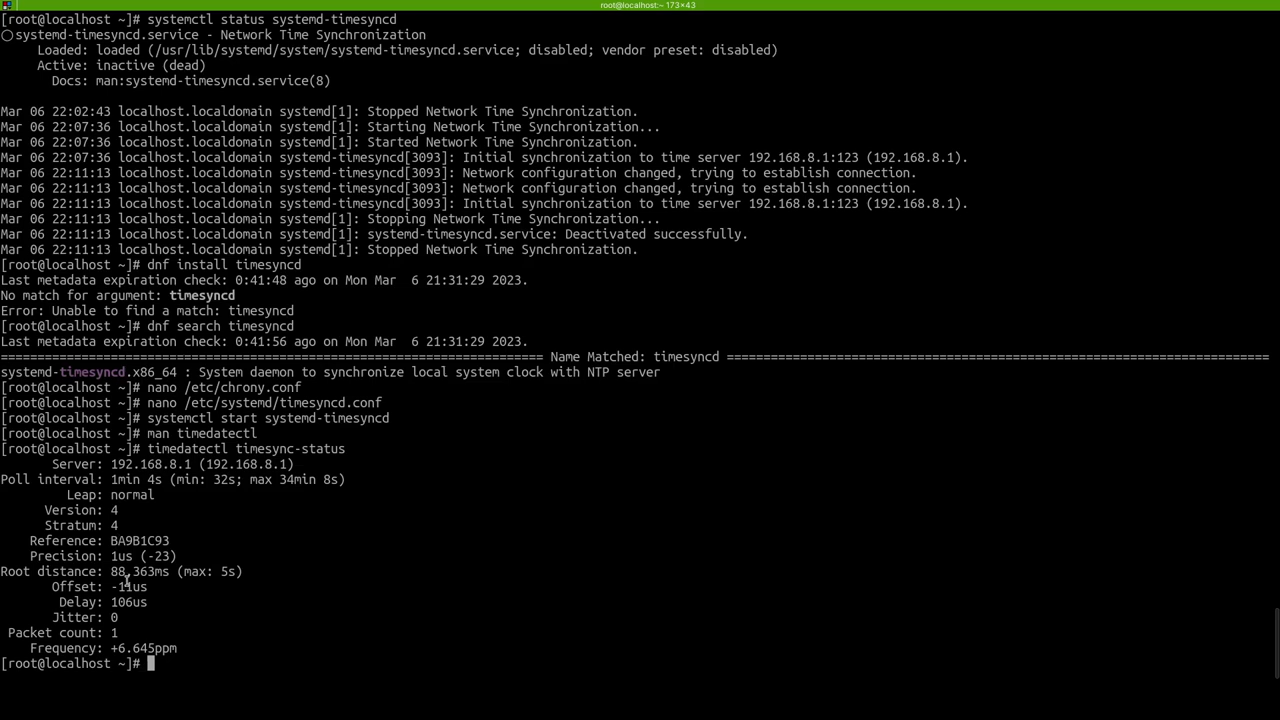 root@localhost:~ 173×43
[root@localhost ~]# systemctl status systemd-timesyncd
○ systemd-timesyncd.service - Network Time Synchronization
     Loaded: loaded (/usr/lib/systemd/system/systemd-timesyncd.service; disabled; vendor preset: disabled)
     Active: inactive (dead)
       Docs: man:systemd-timesyncd.service(8)
Mar 06 22:02:43 localhost.localdomain systemd[1]: Stopped Network Time Synchronization.
Mar 06 22:07:36 localhost.localdomain systemd[1]: Starting Network Time Synchronization...
Mar 06 22:07:36 localhost.localdomain systemd[1]: Started Network Time Synchronization.
Mar 06 22:07:36 localhost.localdomain systemd-timesyncd[3093]: Initial synchronization to time server 192.168.8.1:123 (192.168.8.1).
Mar 06 22:11:13 localhost.localdomain systemd-timesyncd[3093]: Network configuration changed, trying to establish connection.
Mar 06 22:11:13 localhost.localdomain systemd-timesyncd[3093]: Network configuration changed, trying to establish connection.
Mar 06 22:11:13 localhost.localdomain systemd-timesyncd[3093]: Initial synchronization to time server 192.168.8.1:123 (192.168.8.1).
Mar 06 22:11:13 localhost.localdomain systemd[1]: Stopping Network Time Synchronization...
Mar 06 22:11:13 localhost.localdomain systemd[1]: systemd-timesyncd.service: Deactivated successfully.
Mar 06 22:11:13 localhost.localdomain systemd[1]: Stopped Network Time Synchronization.
[root@localhost ~]# dnf install timesyncd
Last metadata expiration check: 0:41:48 ago on Mon Mar  6 21:31:29 2023.
No match for argument: timesyncd
Error: Unable to find a match: timesyncd
[root@localhost ~]# dnf search timesyncd
Last metadata expiration check: 0:41:56 ago on Mon Mar  6 21:31:29 2023.
========================================================================== Name Matched: timesyncd ==========================================================================
systemd-timesyncd.x86_64 : System daemon to synchronize local system clock with NTP server
[root@localhost ~]# nano /etc/chrony.conf
[root@localhost ~]# nano /etc/systemd/timesyncd.conf
[root@localhost ~]# systemctl start systemd-timesyncd
[root@localhost ~]# man timedatectl
[root@localhost ~]# timedatectl timesync-status
       Server: 192.168.8.1 (192.168.8.1)
Poll interval: 1min 4s (min: 32s; max 34min 8s)
         Leap: normal
      Version: 4
      Stratum: 4
    Reference: BA9B1C93
    Precision: 1us (-23)
Root distance: 88.363ms (max: 5s)
       Offset: -11us
        Delay: 106us
       Jitter: 0
 Packet count: 1
    Frequency: +6.645ppm
[root@localhost ~]#